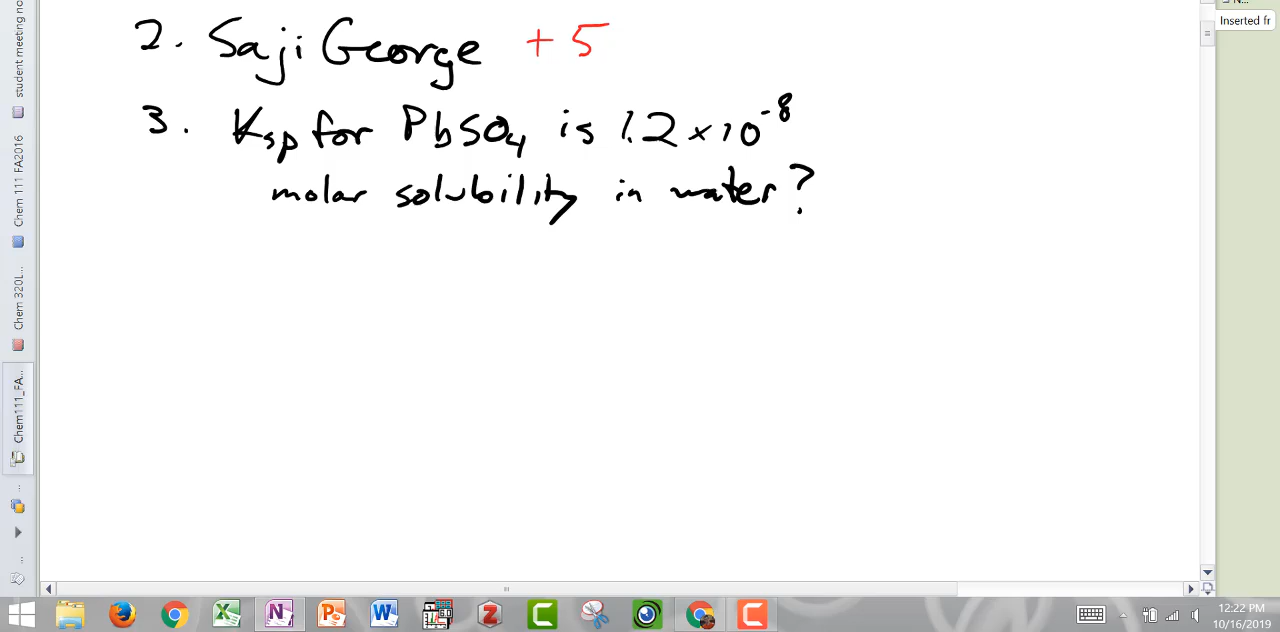 student meeting no
Chem 111 FA2016
Chem 320L...
Chem111_FA...
N...
Inserted fr
2. Saji George +5
3. Ksp for PbSO4 is 1.2 × 10^-8
molar solubility in water?
12:22 PM
10/16/2019